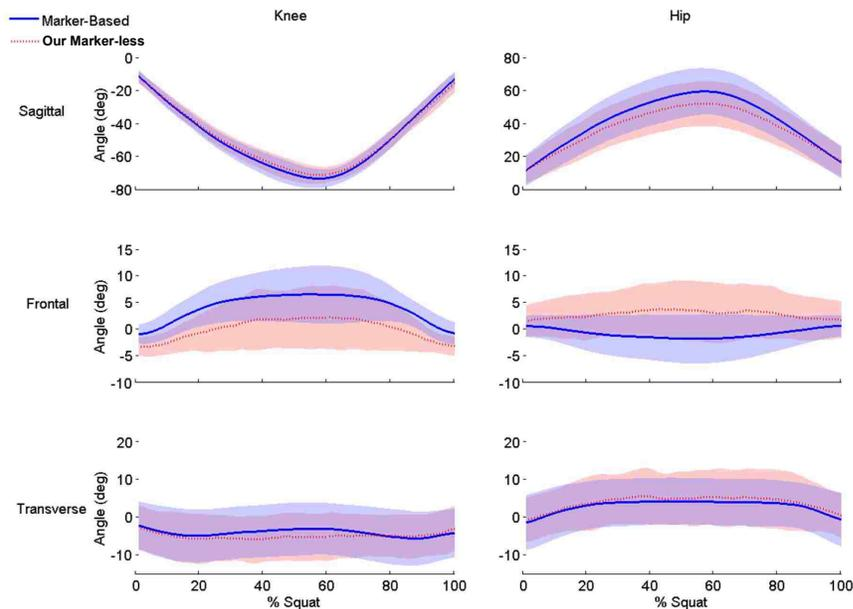 Marker-Based
Our Marker-less
Knee
Hip
Sagittal
Angle (deg)
0
-20
-40
-60
-80
80
60
40
20
0
Frontal
Angle (deg)
15
10
5
0
-5
-10
15
10
5
0
-5
-10
Transverse
Angle (deg)
20
10
0
-10
20
10
0
-10
0 20 40 60 80 100
% Squat
0 20 40 60 80 100
% Squat